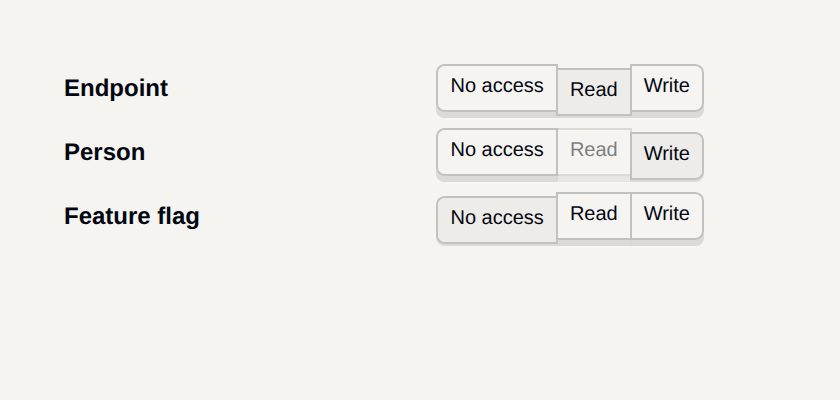 Endpoint No access Read Write
Person No access Read Write
Feature flag No access Read Write